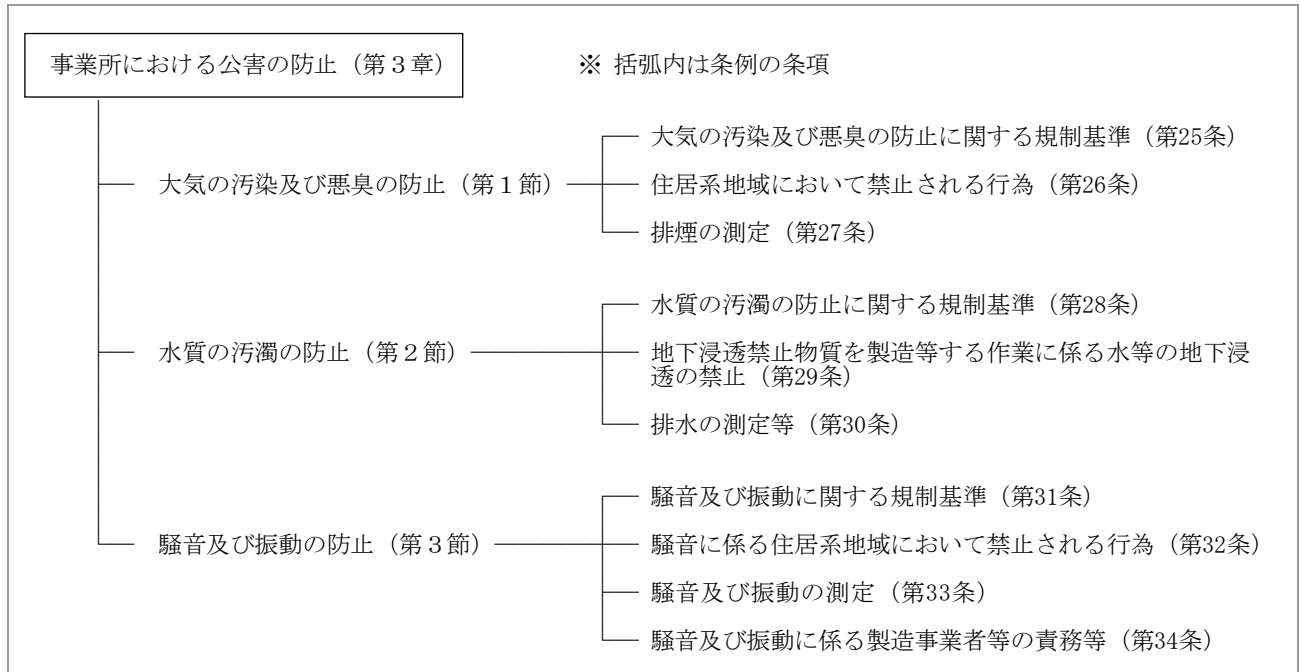 事業所における公害の防止（第３章）
※ 括弧内は条例の条項
大気の汚染及び悪臭の防止（第１節）
大気の汚染及び悪臭の防止に関する規制基準（第25条）
住居系地域において禁止される行為（第26条）
排煙の測定（第27条）
水質の汚濁の防止（第２節）
水質の汚濁の防止に関する規制基準（第28条）
地下浸透禁止物質を製造等する作業に係る水等の地下浸
透の禁止（第29条）
排水の測定等（第30条）
騒音及び振動の防止（第３節）
騒音及び振動に関する規制基準（第31条）
騒音に係る住居系地域において禁止される行為（第32条）
騒音及び振動の測定（第33条）
騒音及び振動に係る製造事業者等の責務等（第34条）